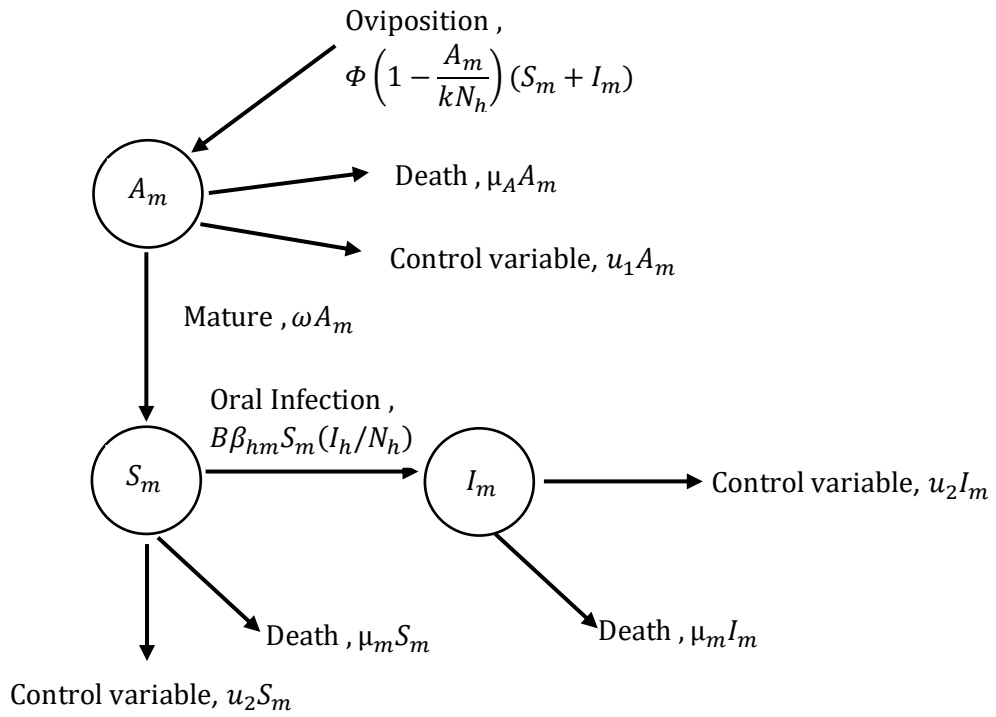 Oviposition ,
Φ (1 − A_m / kN_h) (S_m + I_m)
A_m
Death , μ_A A_m
Control variable, u_1 A_m
Mature , ωA_m
Oral Infection ,
Bβ_hm S_m (I_h/N_h)
S_m
I_m
Control variable, u_2 I_m
Death , μ_m S_m
Death , μ_m I_m
Control variable, u_2 S_m